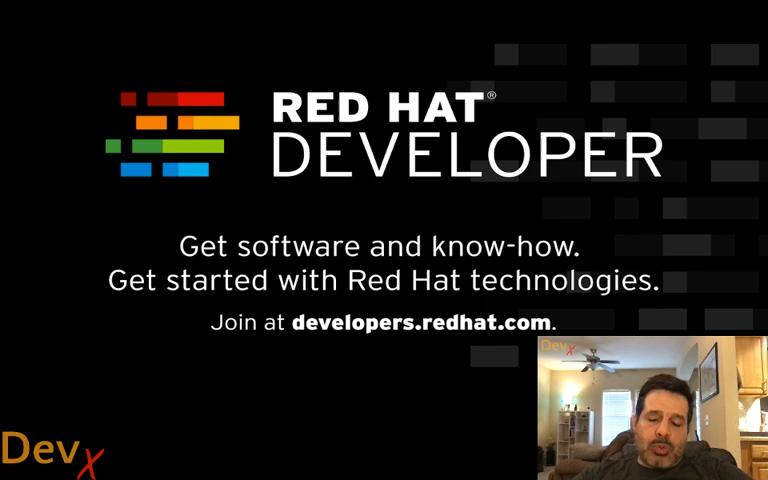 RED HAT®
DEVELOPER
Get software and know-how.
Get started with Red Hat technologies.
Join at developers.redhat.com.
Devx
Devx